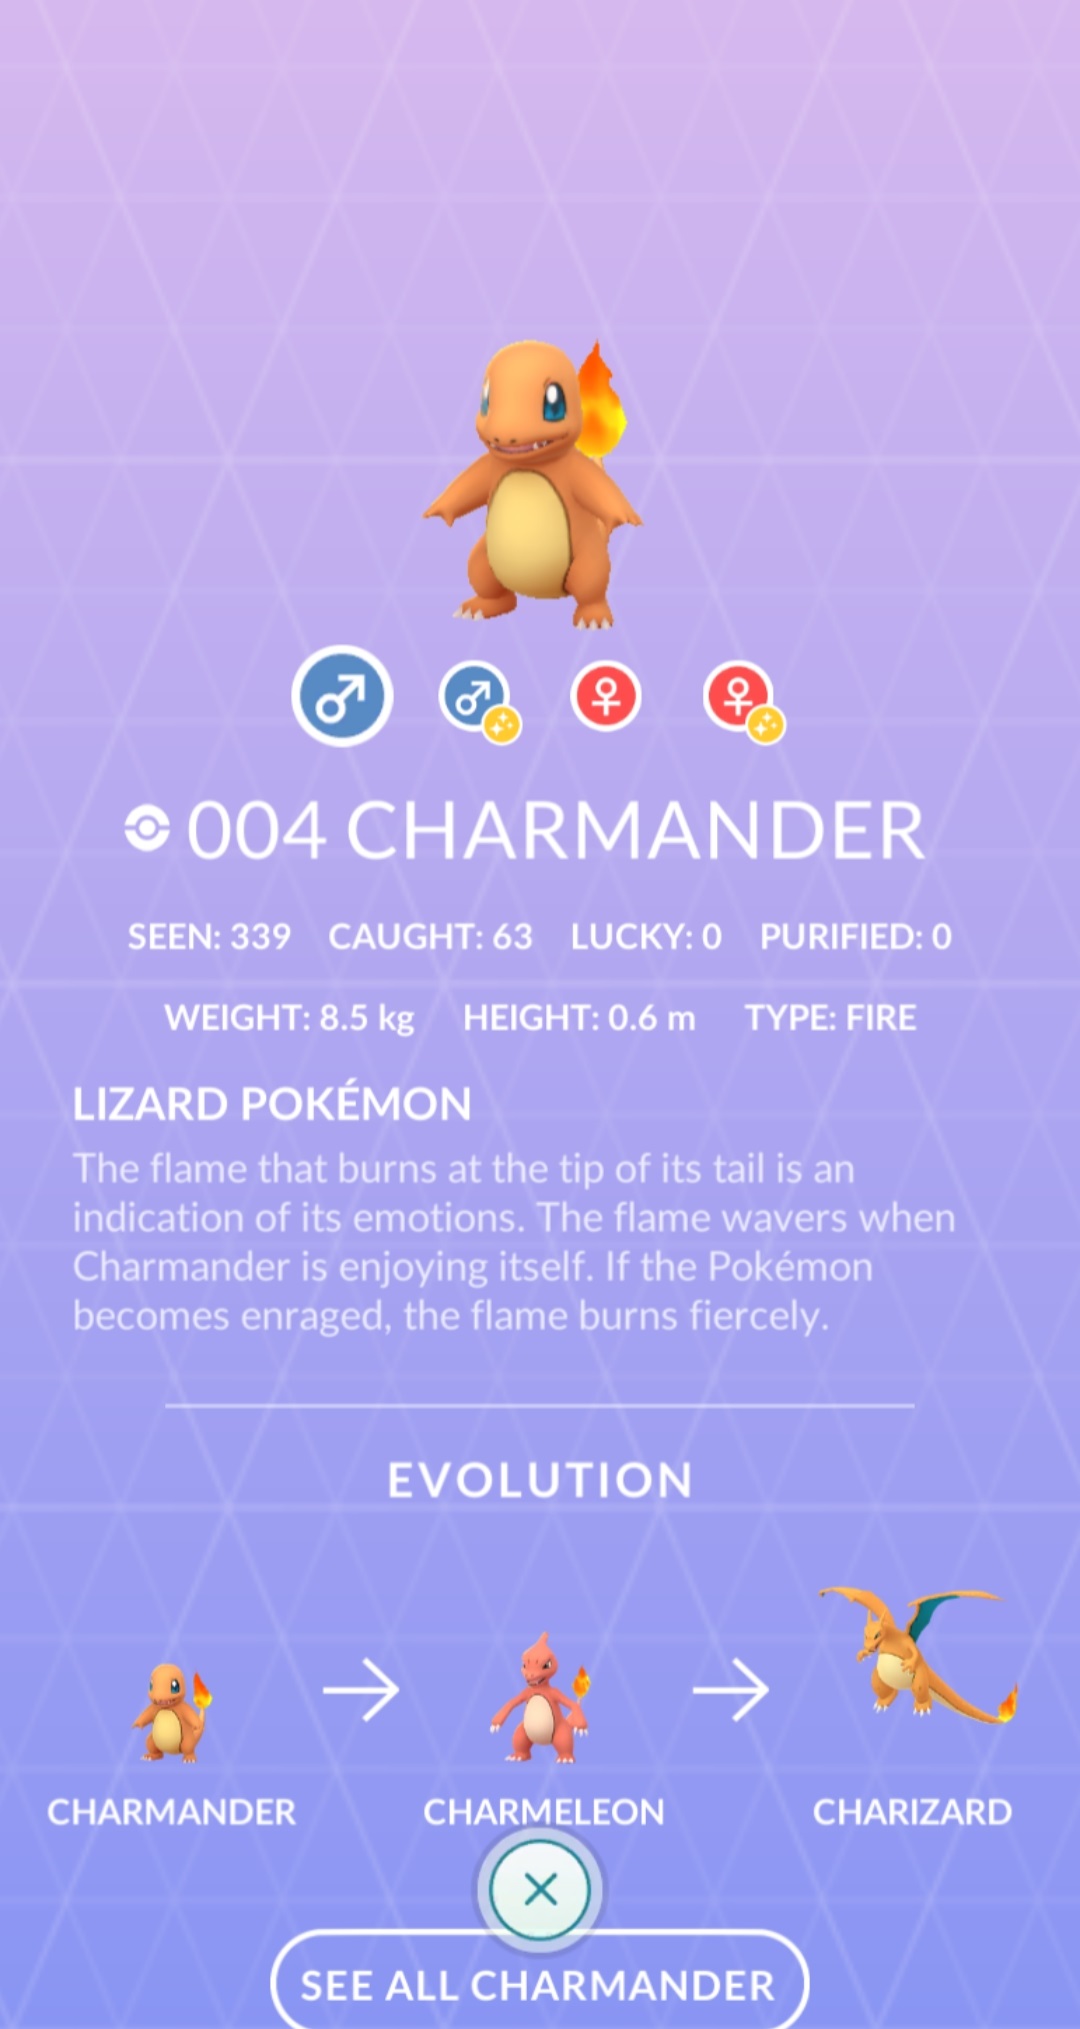 004 CHARMANDER
SEEN: 339 CAUGHT: 63 LUCKY: 0 PURIFIED: 0
WEIGHT: 8.5 kg HEIGHT: 0.6 m TYPE: FIRE
LIZARD POKÉMON
The flame that burns at the tip of its tail is an
indication of its emotions. The flame wavers when
Charmander is enjoying itself. If the Pokémon
becomes enraged, the flame burns fiercely.
EVOLUTION
CHARMANDER CHARMELEON CHARIZARD
SEE ALL CHARMANDER